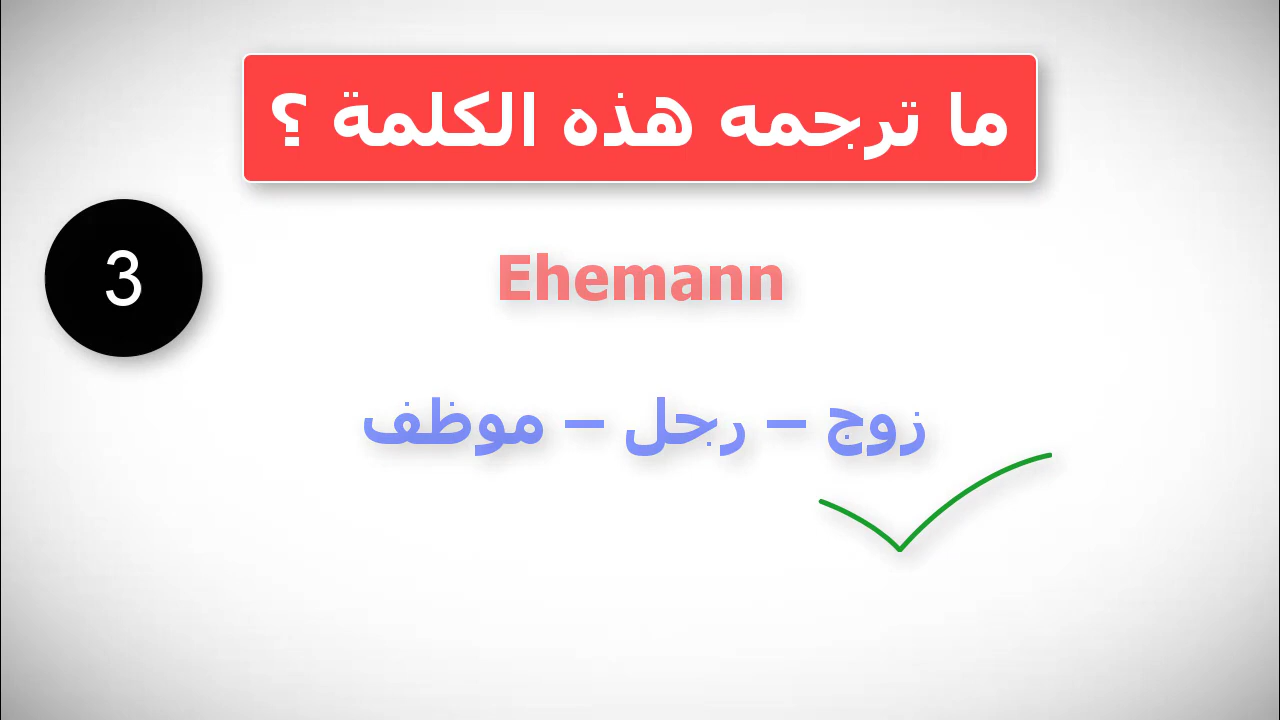 ما ترجمه هذه الكلمة ؟
3
Ehemann
زوج – رجل – موظف